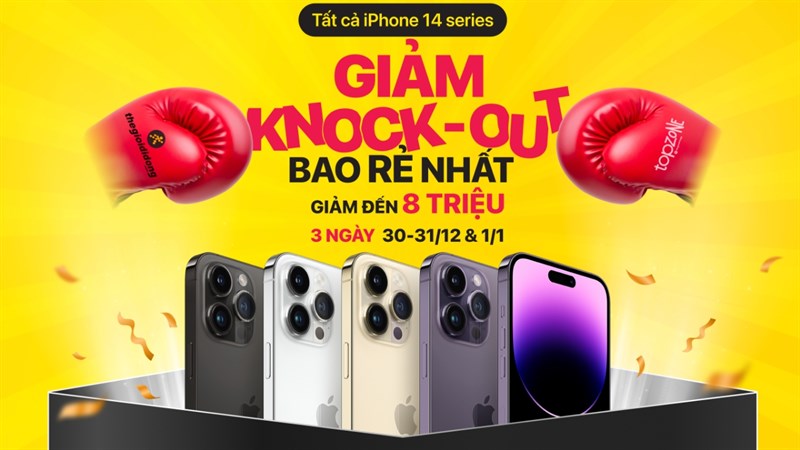 Tất cả iPhone 14 series
GIẢM
KNOCK-OUT
BAO RẺ NHẤT
GIẢM ĐẾN 8 TRIỆU
3 NGÀY 30-31/12 & 1/1
thegioididong
topzone